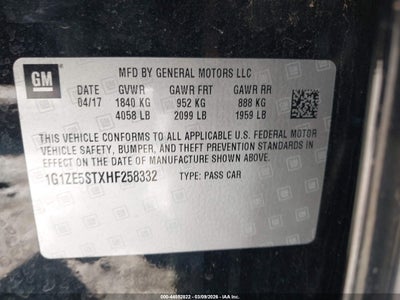 GM
MFD BY GENERAL MOTORS LLC
DATE GVWR GAWR FRT GAWR RR
04/17 1840 KG 952 KG 888 KG
4058 LB 2099 LB 1959 LB
THIS VEHICLE CONFORMS TO ALL APPLICABLE U.S. FEDERAL MOTOR
VEHICLE SAFETY, BUMPER, AND THEFT PREVENTION STANDARDS IN
EFFECT ON THE DATE OF MANUFACTURE SHOWN ABOVE.
1G1ZE5STXHF258332 TYPE: PASS CAR
000-44592822 - 03/09/2026 - IAA Inc.